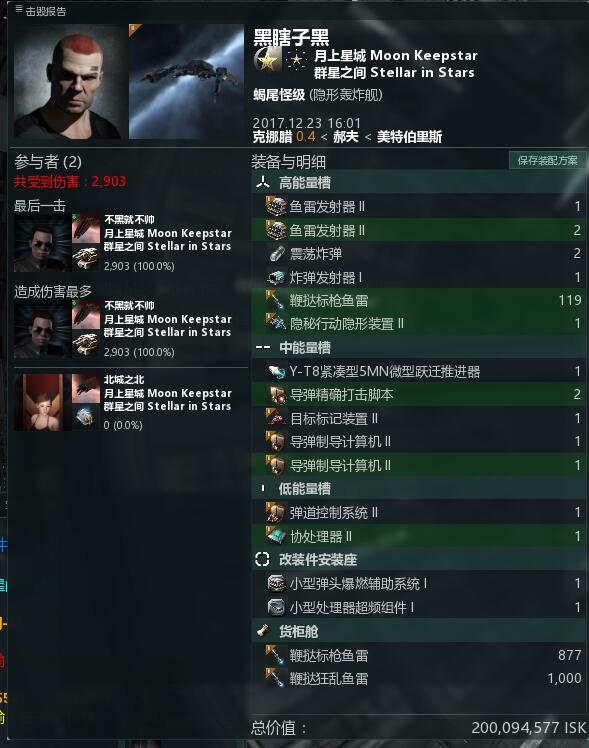 击毁报告
黑瞎子黑
月上星城 Moon Keepstar
群星之间 Stellar in Stars
蝎尾怪级 (隐形轰炸舰)
2017.12.23 16:01
克挪腊 0.4 < 郝夫 < 美特伯里斯
参与者 (2)
共受到伤害：2,903
最后一击
不黑就不帅
月上星城 Moon Keepstar
群星之间 Stellar in Stars
2,903 (100.0%)
造成伤害最多
不黑就不帅
月上星城 Moon Keepstar
群星之间 Stellar in Stars
2,903 (100.0%)
北城之北
月上星城 Moon Keepstar
群星之间 Stellar in Stars
0 (0.0%)
装备与明细
保存装配方案
高能量槽
鱼雷发射器 II 1
鱼雷发射器 II 2
震荡炸弹 2
炸弹发射器 I 1
鞭挞标枪鱼雷 119
隐秘行动隐形装置 II 1
中能量槽
Y-T8紧凑型5MN微型跃迁推进器 1
导弹精确打击脚本 2
目标标记装置 II 1
导弹制导计算机 II 1
导弹制导计算机 II 1
低能量槽
弹道控制系统 II 1
协处理器 II 1
改装件安装座
小型弹头爆燃辅助系统 I 1
小型处理器超频组件 I 1
货柜舱
鞭挞标枪鱼雷 877
鞭挞狂乱鱼雷 1,000
总价值： 200,094,577 ISK